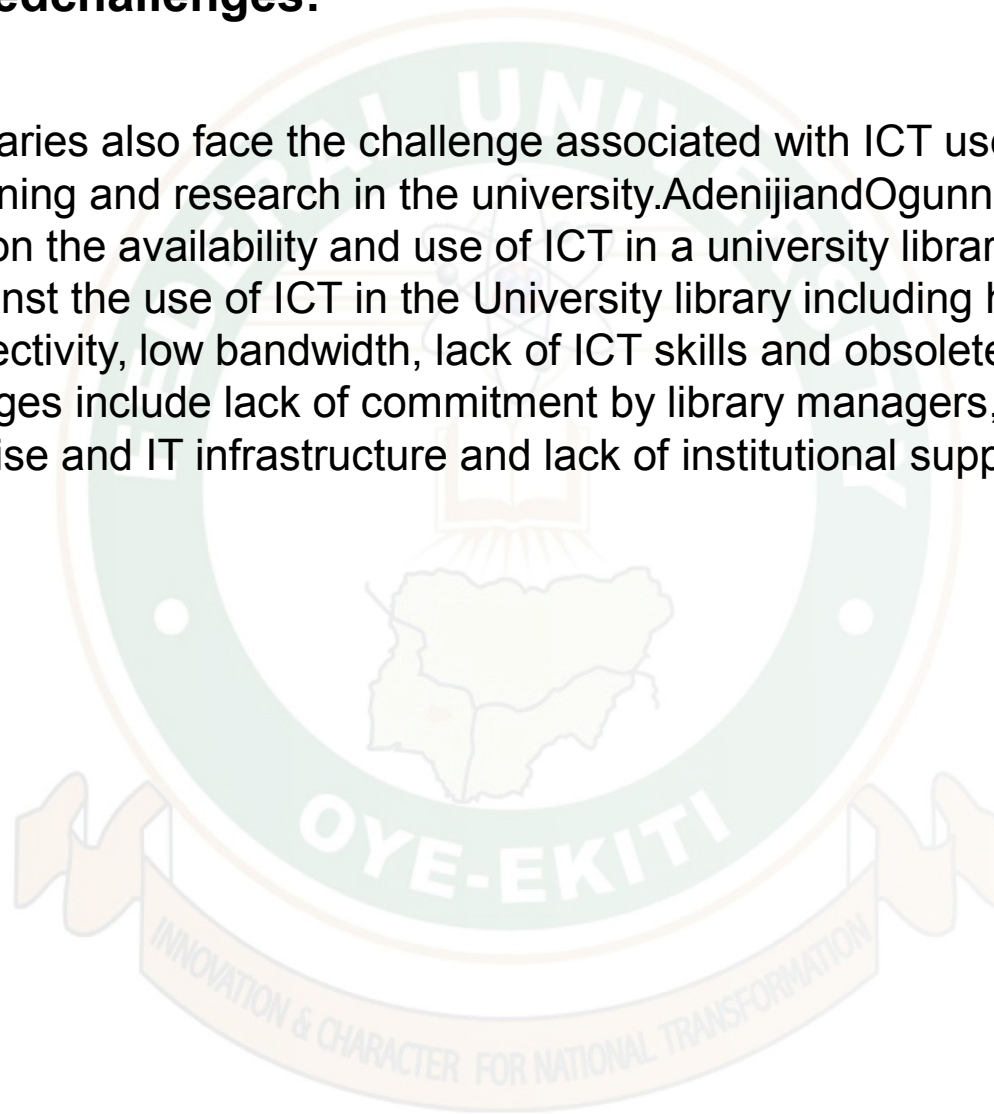 edchallenges:
aries also face the challenge associated with ICT use
ning and research in the university.AdenijiandOgunn
on the availability and use of ICT in a university librar
inst the use of ICT in the University library including h
ectivity, low bandwidth, lack of ICT skills and obsolete
ges include lack of commitment by library managers,
ise and IT infrastructure and lack of institutional supp
FEDERAL UNIVERSITY
OYE-EKITI
INNOVATION & CHARACTER FOR NATIONAL TRANSFORMATION